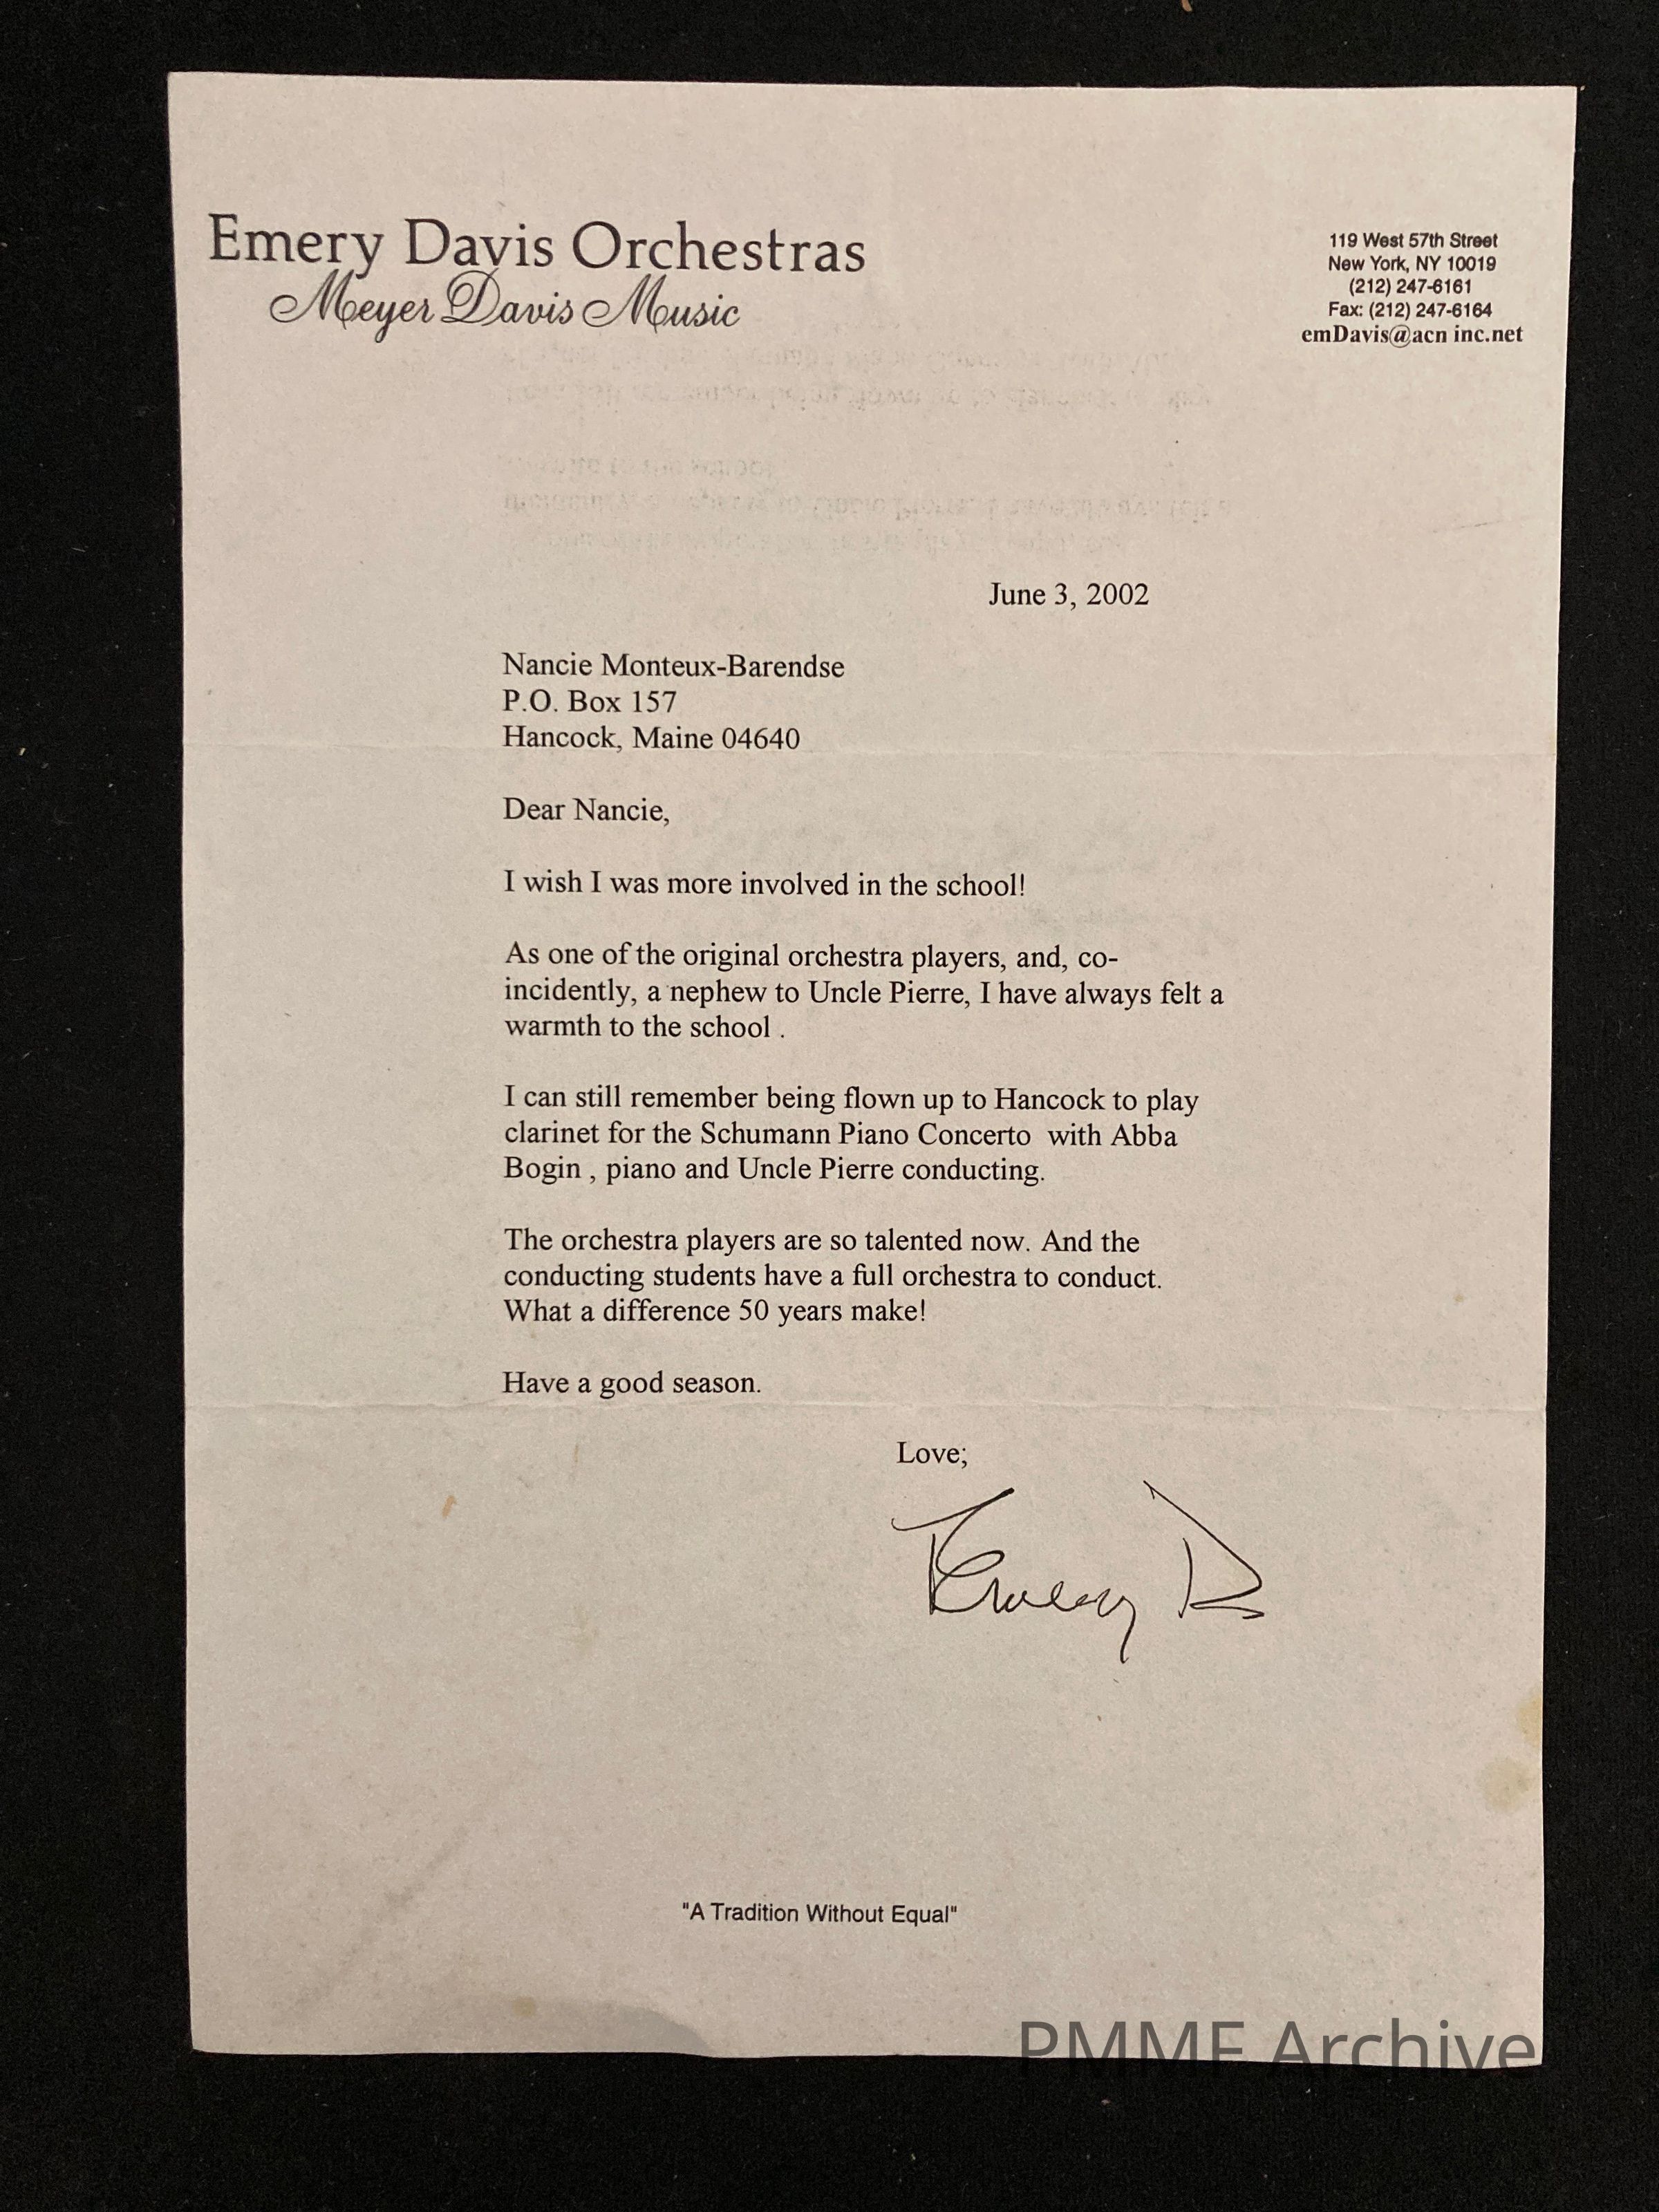 Emery Davis Orchestras
Meyer Davis Music
119 West 57th Street
New York, NY 10019
(212) 247-6161
Fax: (212) 247-6164
emDavis@acn inc.net
June 3, 2002
Nancie Monteux-Barendse
P.O. Box 157
Hancock, Maine 04640
Dear Nancie,
I wish I was more involved in the school!
As one of the original orchestra players, and, co-
incidently, a nephew to Uncle Pierre, I have always felt a
warmth to the school .
I can still remember being flown up to Hancock to play
clarinet for the Schumann Piano Concerto  with Abba
Bogin , piano and Uncle Pierre conducting.
The orchestra players are so talented now. And the
conducting students have a full orchestra to conduct.
What a difference 50 years make!
Have a good season.
Love;
Emery D
"A Tradition Without Equal"
PMMF Archive